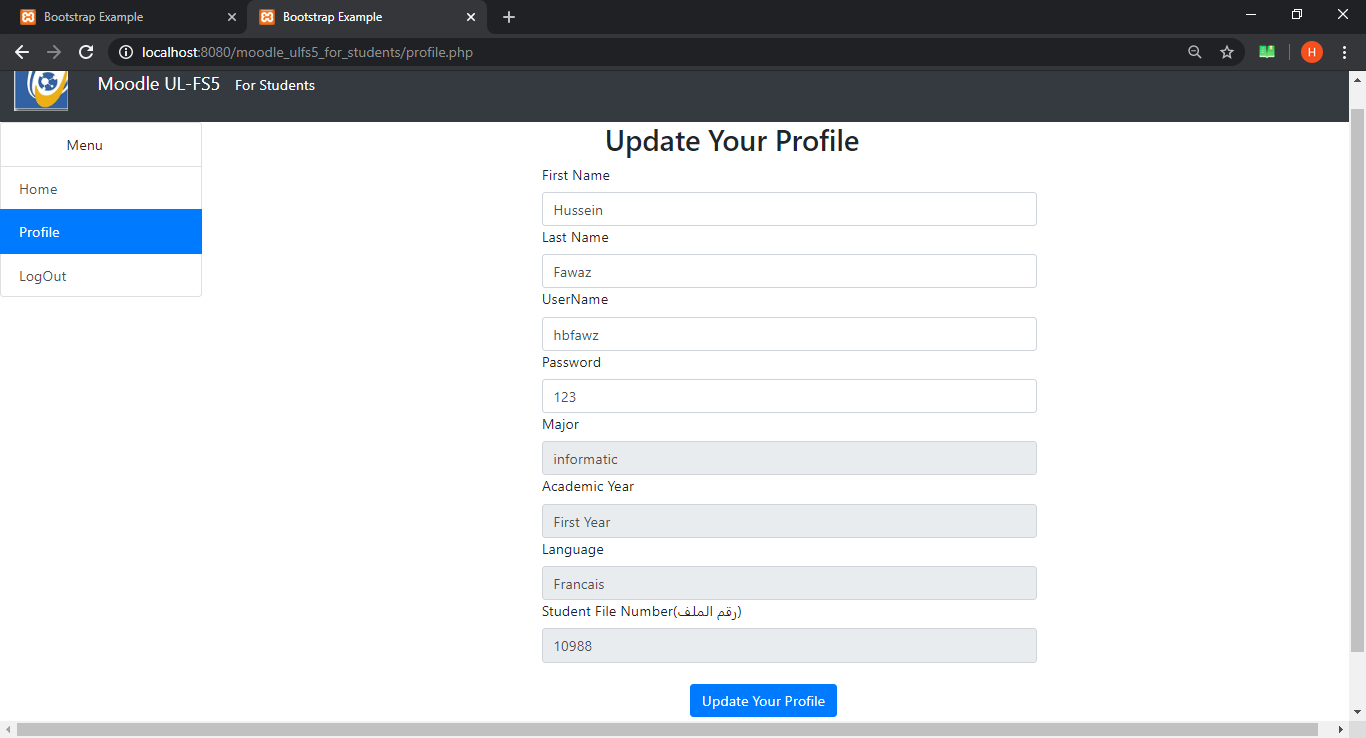 Bootstrap Example
Bootstrap Example
localhost:8080/moodle_ulfs5_for_students/profile.php
H
Moodle UL-FS5 For Students
Menu
Home
Profile
LogOut
Update Your Profile
First Name
Hussein
Last Name
Fawaz
UserName
hbfawz
Password
123
Major
informatic
Academic Year
First Year
Language
Francais
Student File Number(رقم الملف)
10988
Update Your Profile